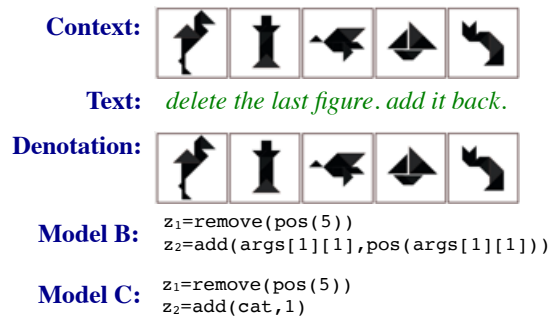 Context:
Text: delete the last figure. add it back.
Denotation:
Model B: z₁=remove(pos(5))
z₂=add(args[1][1],pos(args[1][1]))
Model C: z₁=remove(pos(5))
z₂=add(cat,1)